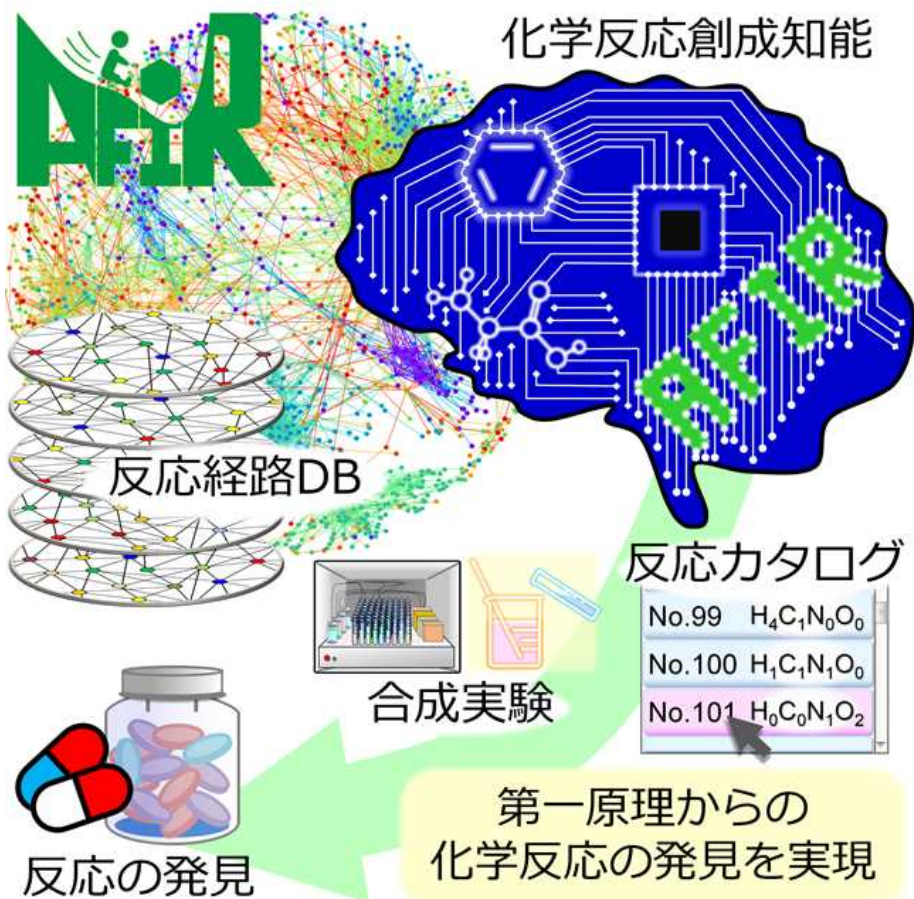 AFIR
化学反応創成知能
AFIR
反応経路DB
反応カタログ
No.99 H₄C₁N₀O₀
No.100 H₁C₁N₁O₀
No.101 H₀C₀N₁O₂
合成実験
反応の発見
第一原理からの
化学反応の発見を実現